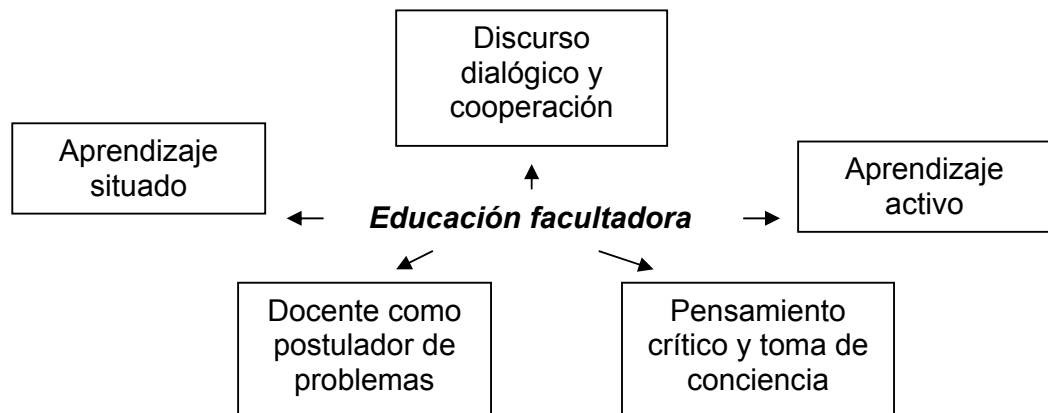 Discurso
dialógico y
cooperación
Aprendizaje
situado
Aprendizaje
activo
Educación facultadora
Docente como
postulador de
problemas
Pensamiento
crítico y toma de
conciencia